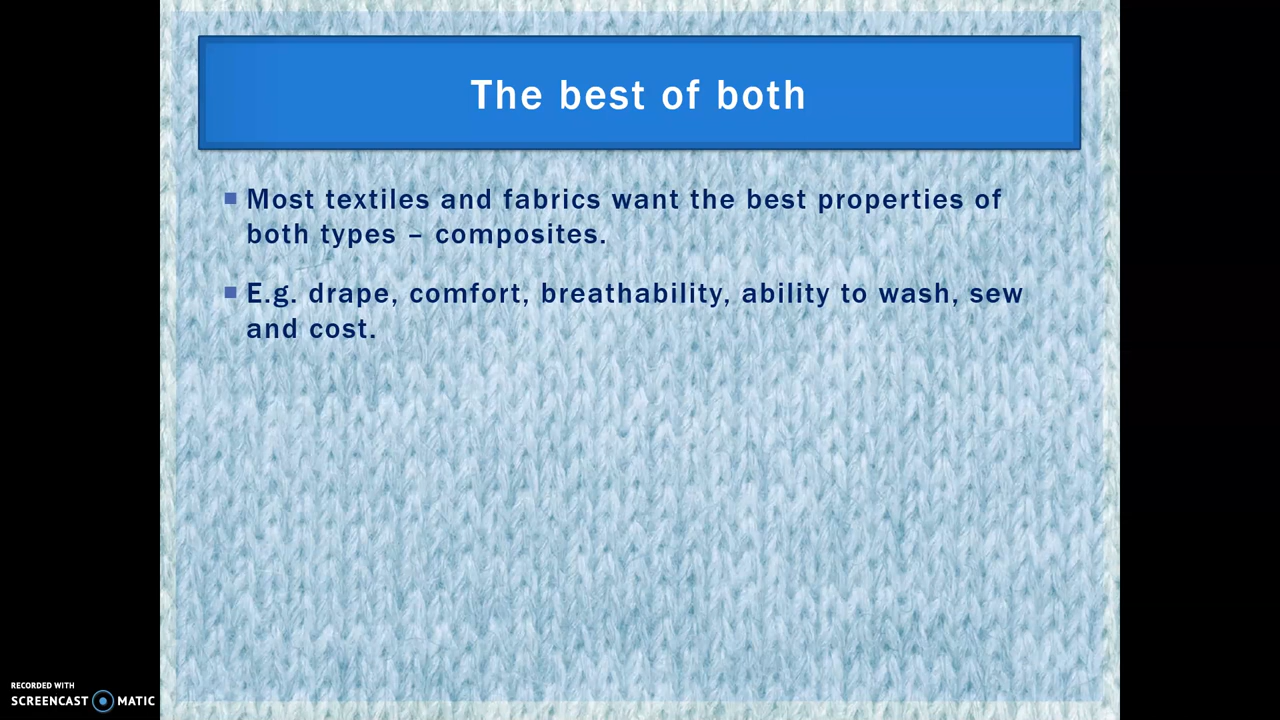 The best of both
Most textiles and fabrics want the best properties of
both types – composites.
E.g. drape, comfort, breathability, ability to wash, sew
and cost.
RECORDED WITH
SCREENCAST MATIC